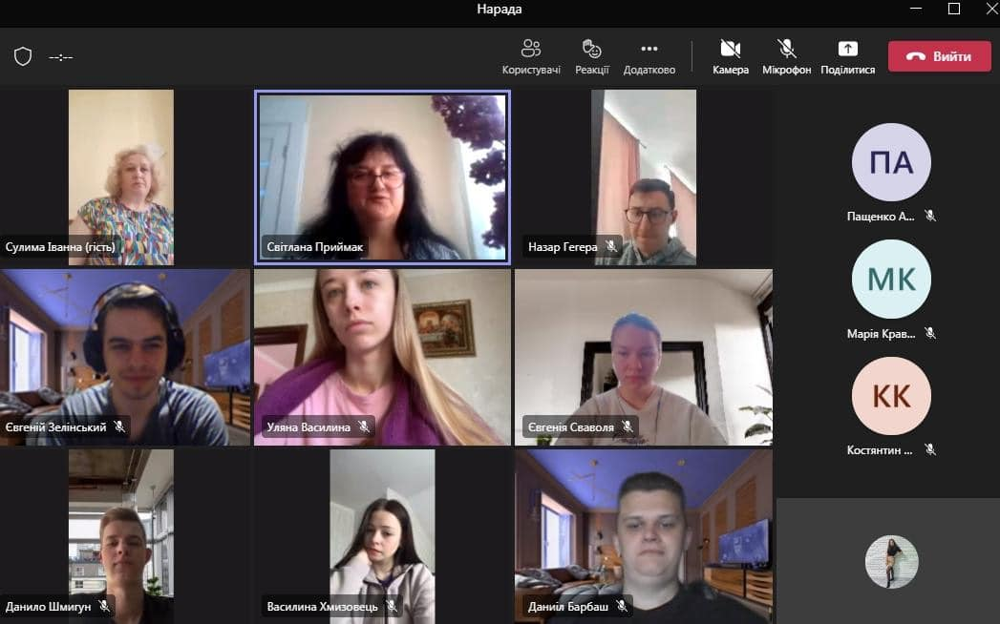 Нарада
--:--
Користувачі
Реакції
Додатково
Камера
Мікрофон
Поділитися
Вийти
Сулима Іванна (гість)
Світлана Приймак
Назар Гегера
ПА
Пащенко А...
МК
Марія Крав...
Євгеній Зелінський
Уляна Василина
Євгенія Сваволя
КК
Костянтин ...
Данило Шмигун
Василина Хмизовець
Даниїл Барбаш